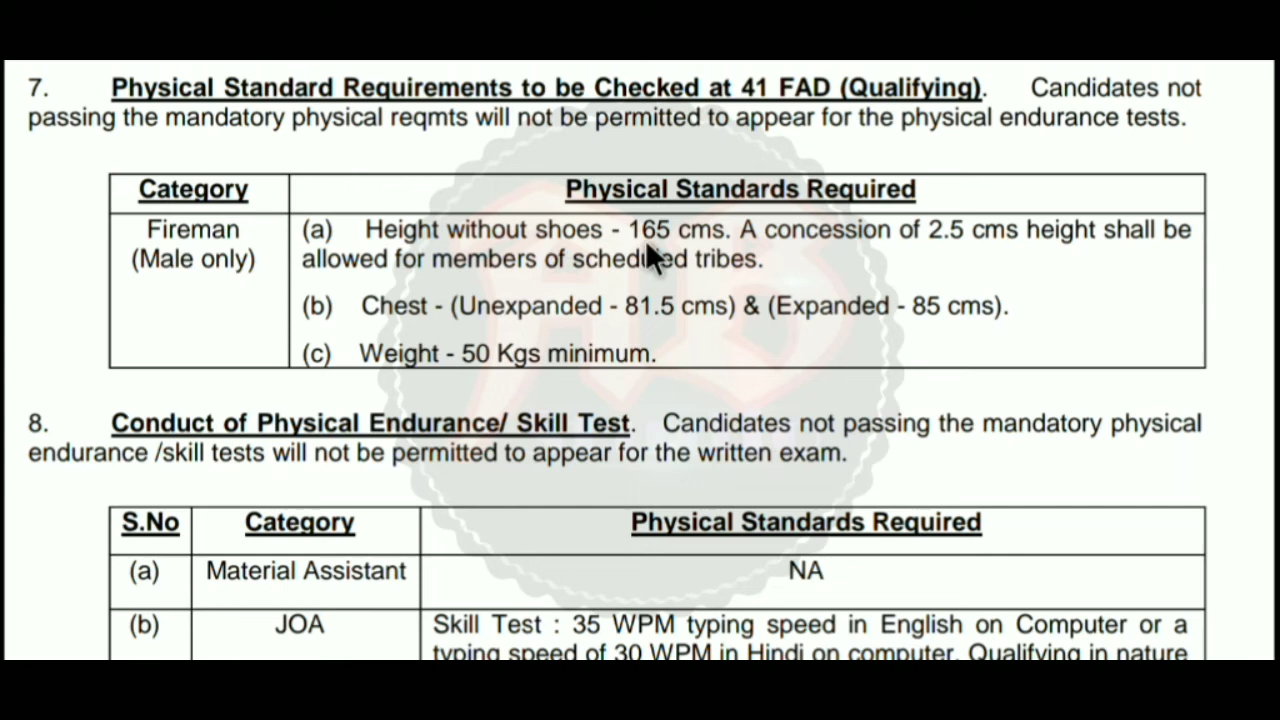 7. Physical Standard Requirements to be Checked at 41 FAD (Qualifying). Candidates not
passing the mandatory physical reqmts will not be permitted to appear for the physical endurance tests.
Category Physical Standards Required
Fireman (a) Height without shoes - 165 cms. A concession of 2.5 cms height shall be
(Male only) allowed for members of scheduled tribes.
(b) Chest - (Unexpanded - 81.5 cms) & (Expanded - 85 cms).
(c) Weight - 50 Kgs minimum.
8. Conduct of Physical Endurance/ Skill Test. Candidates not passing the mandatory physical
endurance /skill tests will not be permitted to appear for the written exam.
S.No Category Physical Standards Required
(a) Material Assistant NA
(b) JOA Skill Test : 35 WPM typing speed in English on Computer or a
typing speed of 30 WPM in Hindi on computer. Qualifying in nature